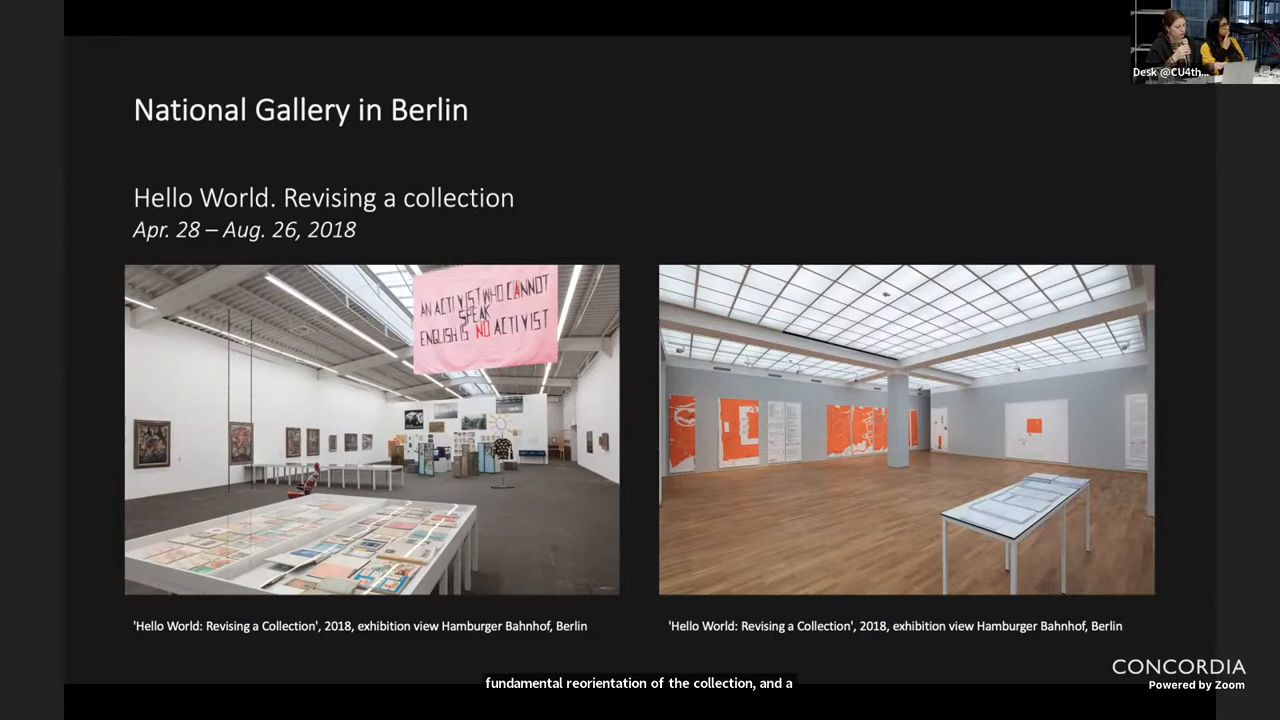 Desk @CU4th...
National Gallery in Berlin
Hello World. Revising a collection
Apr. 28 – Aug. 26, 2018
AN ACTIVIST WHO CANNOT
SPEAK
ENGLISH IS NO ACTIVIST
'Hello World: Revising a Collection', 2018, exhibition view Hamburger Bahnhof, Berlin
'Hello World: Revising a Collection', 2018, exhibition view Hamburger Bahnhof, Berlin
CONCORDIA
fundamental reorientation of the collection, and a
Powered by Zoom